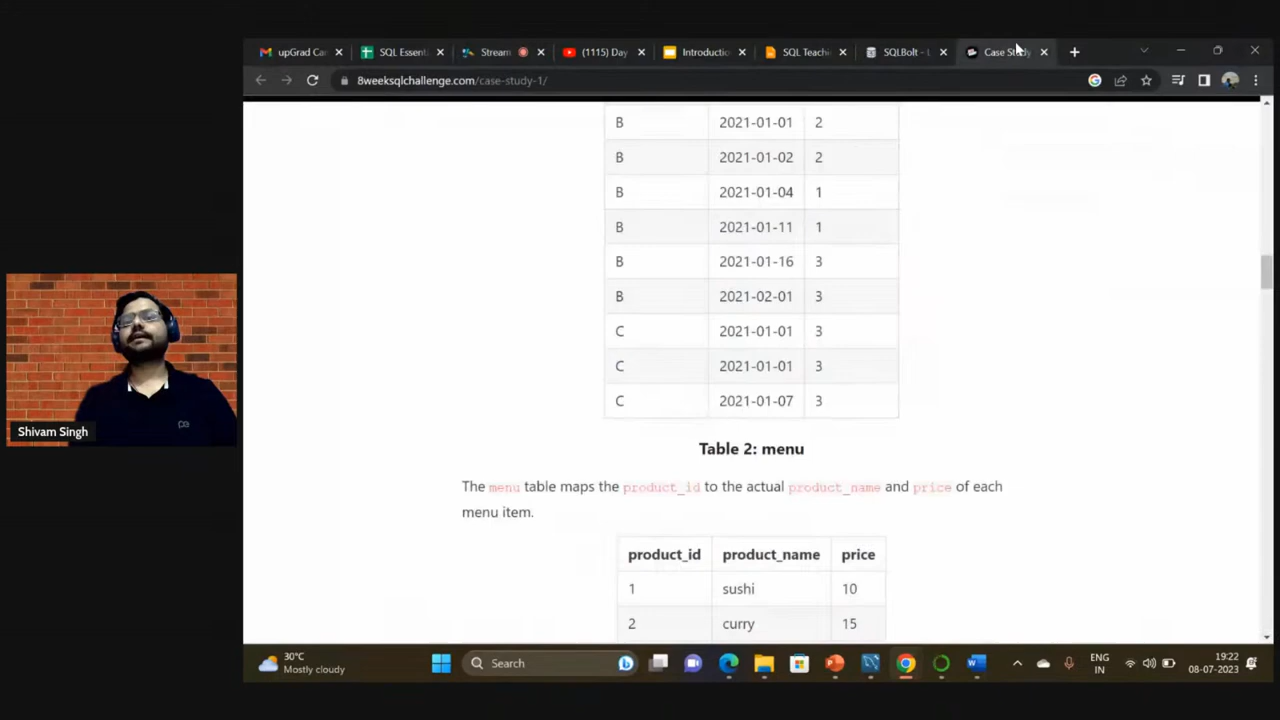 upGrad Ca
SQL Essent
Stream
(1115) Day
Introductio
SQL Teachi
SQLBolt - L
Case Study
8weeksqlchallenge.com/case-study-1/
B 2021-01-01 2
B 2021-01-02 2
B 2021-01-04 1
B 2021-01-11 1
B 2021-01-16 3
B 2021-02-01 3
C 2021-01-01 3
C 2021-01-01 3
C 2021-01-07 3
Table 2: menu
The menu table maps the product_id to the actual product_name and price of each
menu item.
product_id product_name price
1 sushi 10
2 curry 15
Shivam Singh
30°C
Mostly cloudy
Search
ENG
IN
19:22
08-07-2023